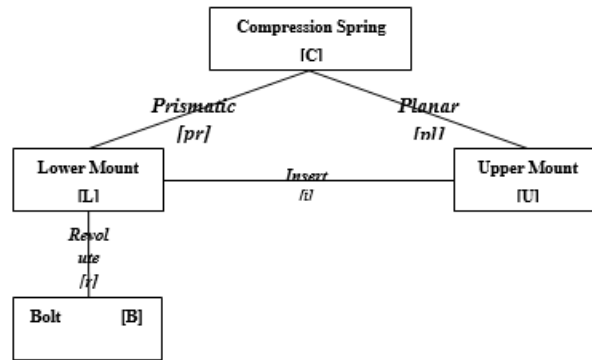 Compression Spring
[C]
Prismatic
[pr]
Planar
[pl]
Lower Mount
[L]
Insert
[i]
Upper Mount
[U]
Revol
ute
[r]
Bolt [B]